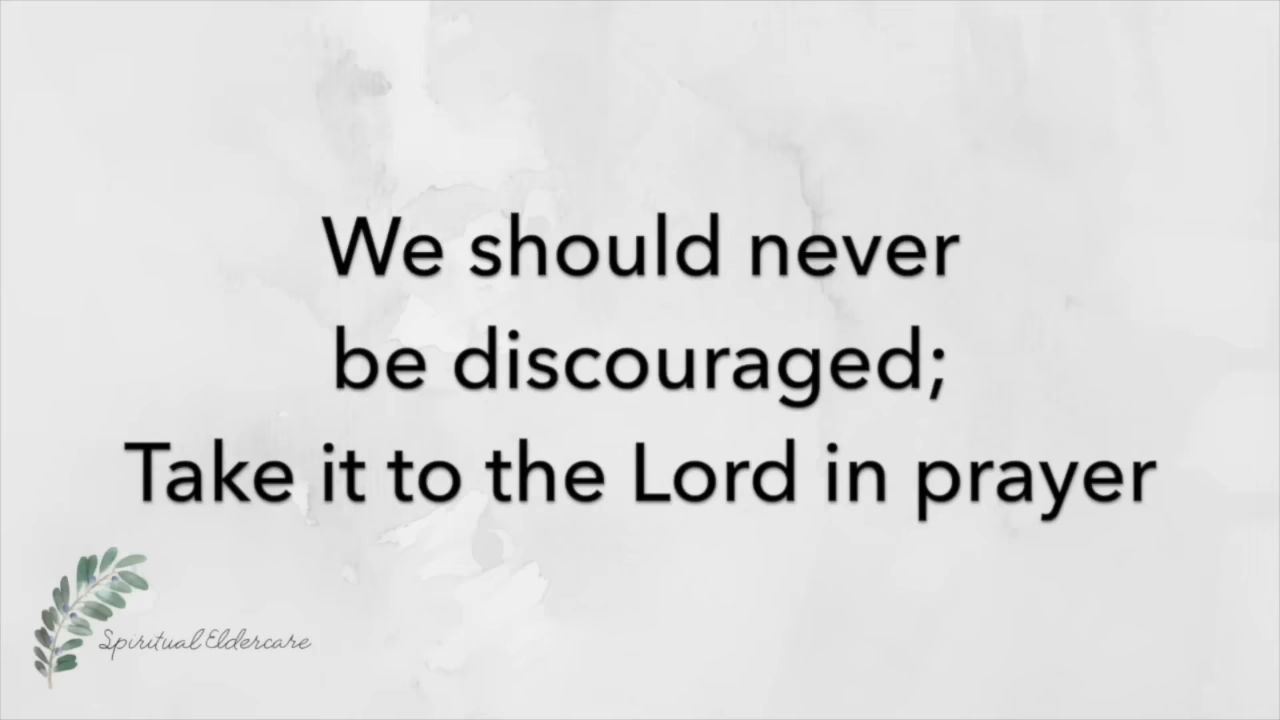 We should never
be discouraged;
Take it to the Lord in prayer
Spiritual Eldercare